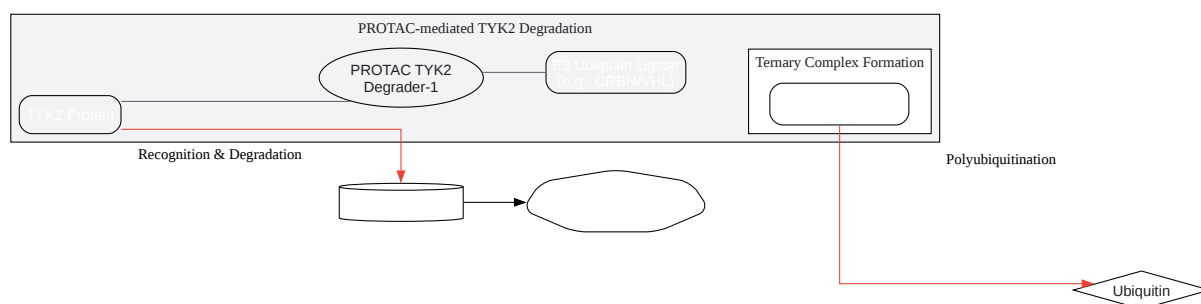 PROTAC-mediated TYK2 Degradation
PROTAC TYK2
Degrader-1
E3 Ubiquitin Ligase
(e.g., CRBN/VHL)
Ternary Complex Formation
TYK2 Protein
Recognition & Degradation
Polyubiquitination
Ubiquitin